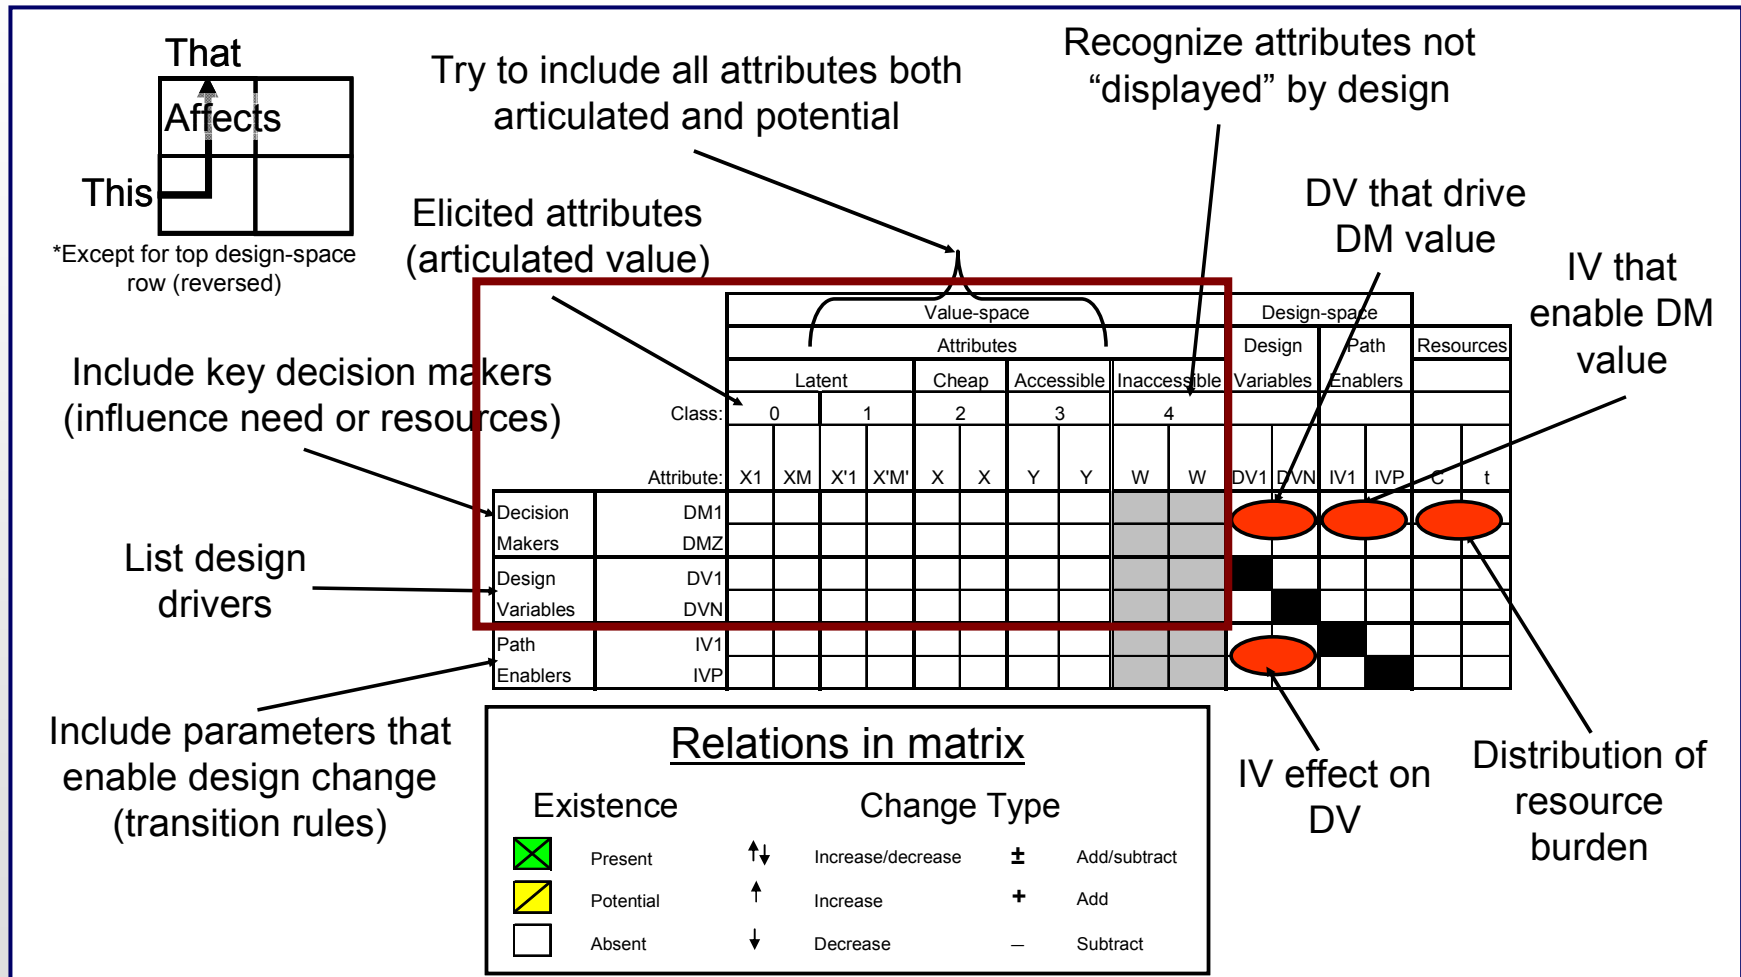 That
Affects
This
*Except for top design-space
row (reversed)
Try to include all attributes both
articulated and potential
Recognize attributes not
“displayed” by design
Elicited attributes
(articulated value)
DV that drive
DM value
IV that
enable DM
value
Include key decision makers
(influence need or resources)
List design
drivers
Include parameters that
enable design change
(transition rules)
Value-space Design-space
Attributes Design Path Resources
Latent Cheap Accessible Inaccessible Variables Enablers
Class: 0 1 2 3 4
Attribute: X1 XM X'1 X'M' X X Y Y W W DV1 DVN IV1 IVP C t
Decision DM1
Makers DMZ
Design DV1
Variables DVN
Path IV1
Enablers IVP
IV effect on
DV
Distribution of
resource
burden
Relations in matrix
Existence Change Type
Present ↑↓ Increase/decrease ± Add/subtract
Potential ↑ Increase + Add
Absent ↓ Decrease – Subtract